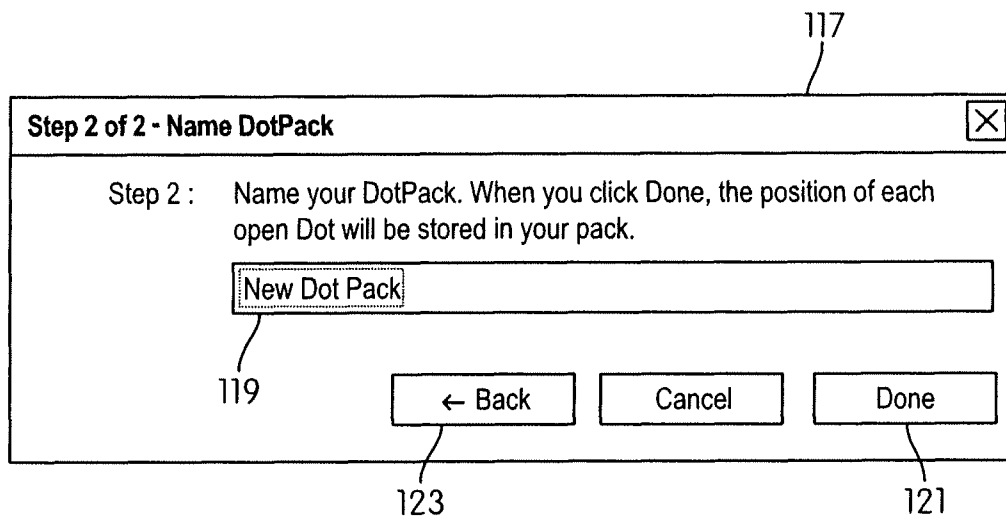 117
Step 2 of 2 - Name DotPack
Step 2 : Name your DotPack. When you click Done, the position of each
open Dot will be stored in your pack.
New Dot Pack
119
← Back Cancel Done
123 121